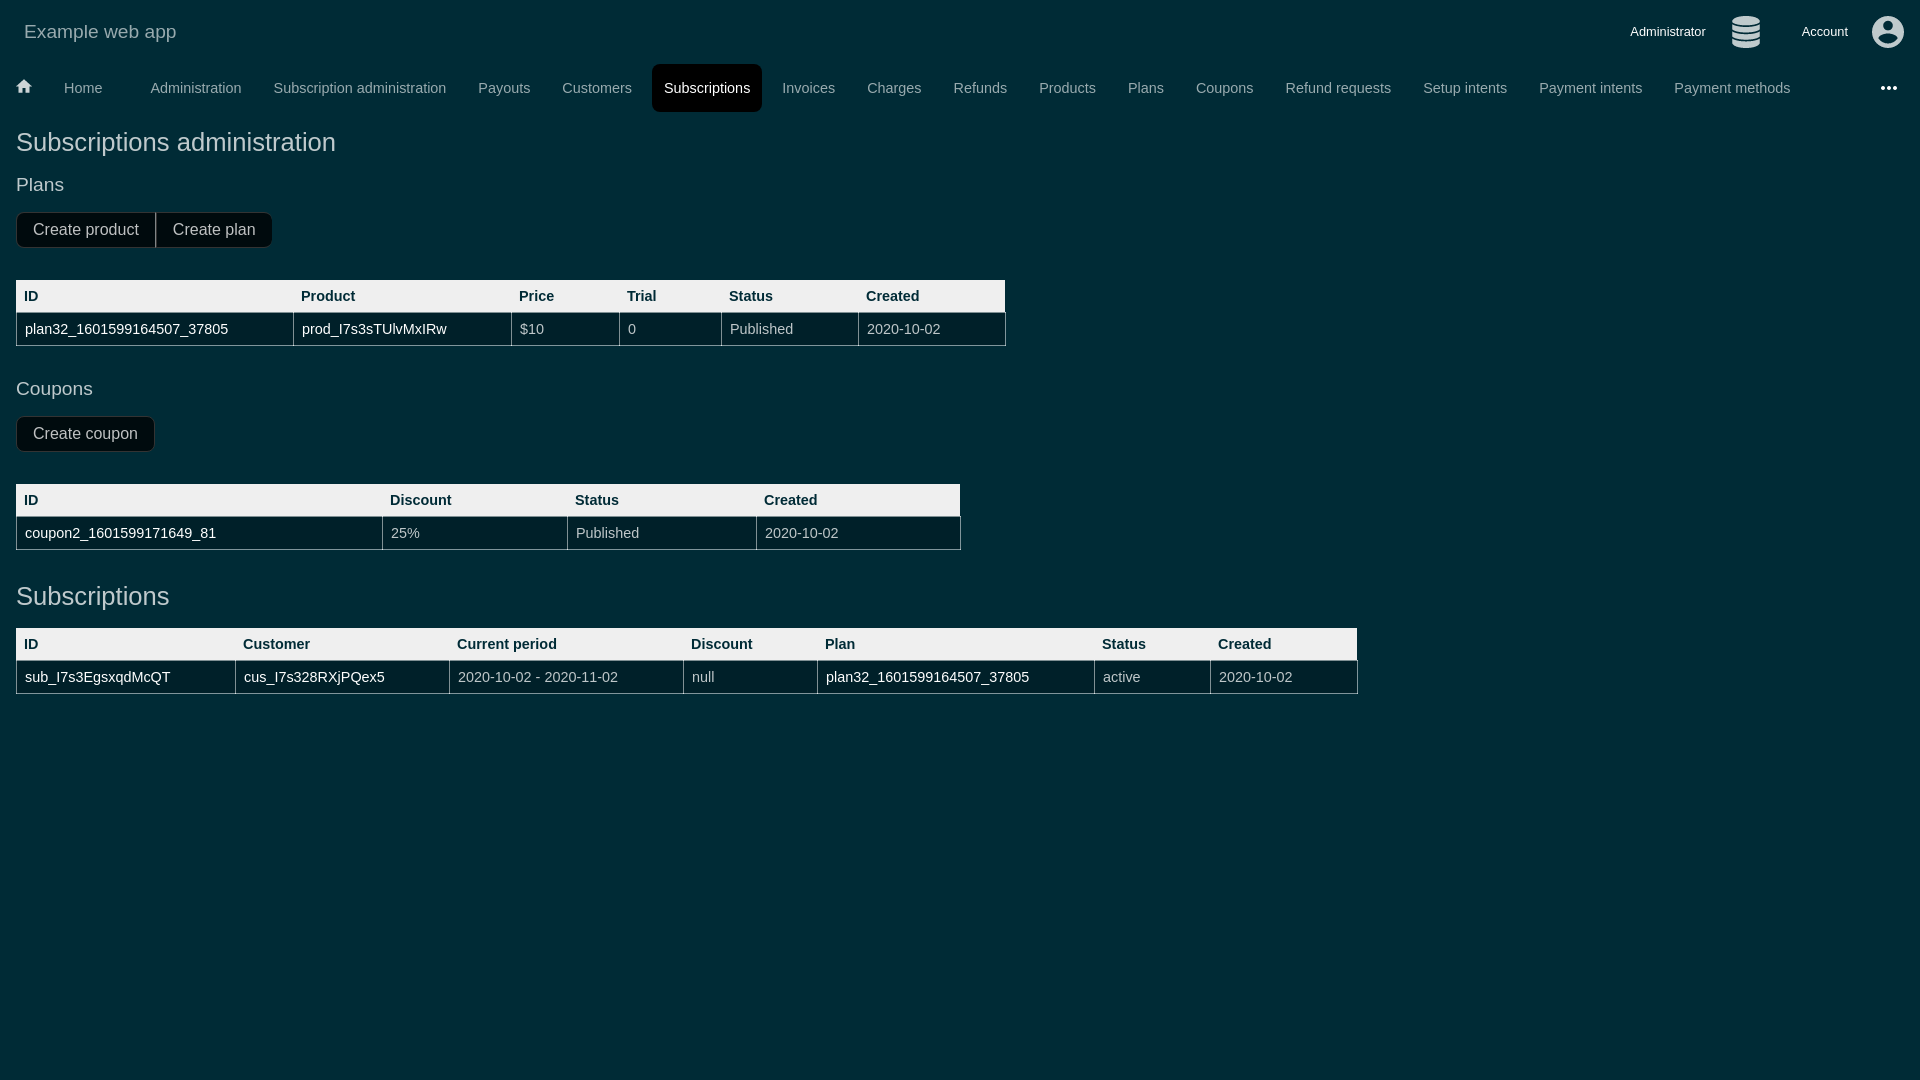 Example web app Administrator Account
Home Administration Subscription administration Payouts Customers Subscriptions Invoices Charges Refunds Products Plans Coupons Refund requests Setup intents Payment intents Payment methods
Subscriptions administration
Plans
Create product Create plan
ID Product Price Trial Status Created
plan32_1601599164507_37805 prod_I7s3sTUlvMxIRw $10 0 Published 2020-10-02
Coupons
Create coupon
ID Discount Status Created
coupon2_1601599171649_81 25% Published 2020-10-02
Subscriptions
ID Customer Current period Discount Plan Status Created
sub_I7s3EgsxqdMcQT cus_I7s328RXjPQex5 2020-10-02 - 2020-11-02 null plan32_1601599164507_37805 active 2020-10-02